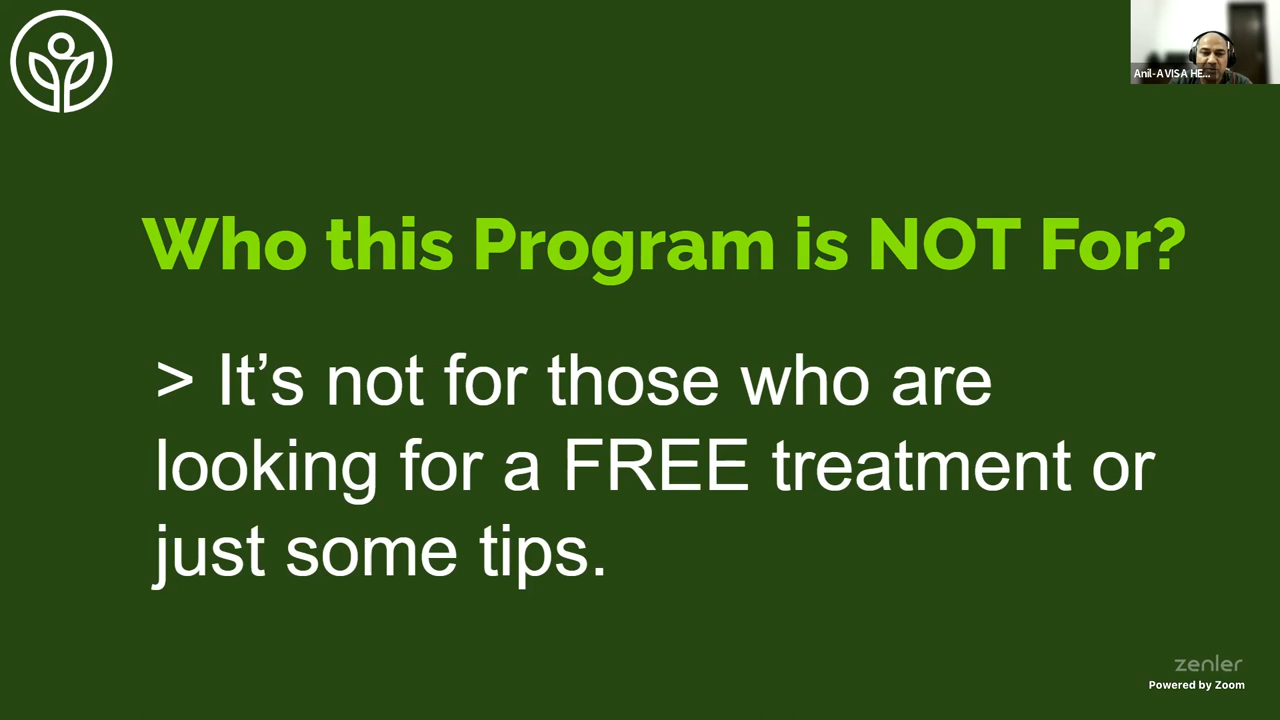 Anil-AVISA HE...
Who this Program is NOT For?
> It's not for those who are
looking for a FREE treatment or
just some tips.
zenler
Powered by Zoom